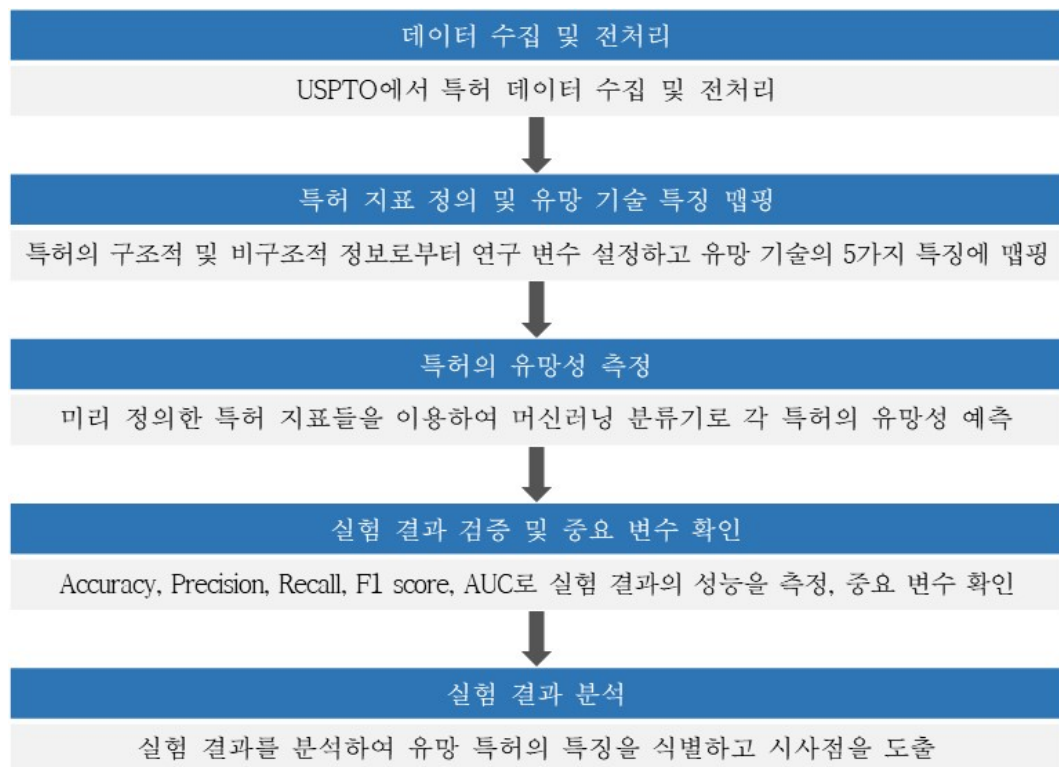 데이터 수집 및 전처리
USPTO에서 특허 데이터 수집 및 전처리
특허 지표 정의 및 유망 기술 특징 맵핑
특허의 구조적 및 비구조적 정보로부터 연구 변수 설정하고 유망 기술의 5가지 특징에 맵핑
특허의 유망성 측정
미리 정의한 특허 지표들을 이용하여 머신러닝 분류기로 각 특허의 유망성 예측
실험 결과 검증 및 중요 변수 확인
Accuracy, Precision, Recall, F1 score, AUC로 실험 결과의 성능을 측정, 중요 변수 확인
실험 결과 분석
실험 결과를 분석하여 유망 특허의 특징을 식별하고 시사점을 도출